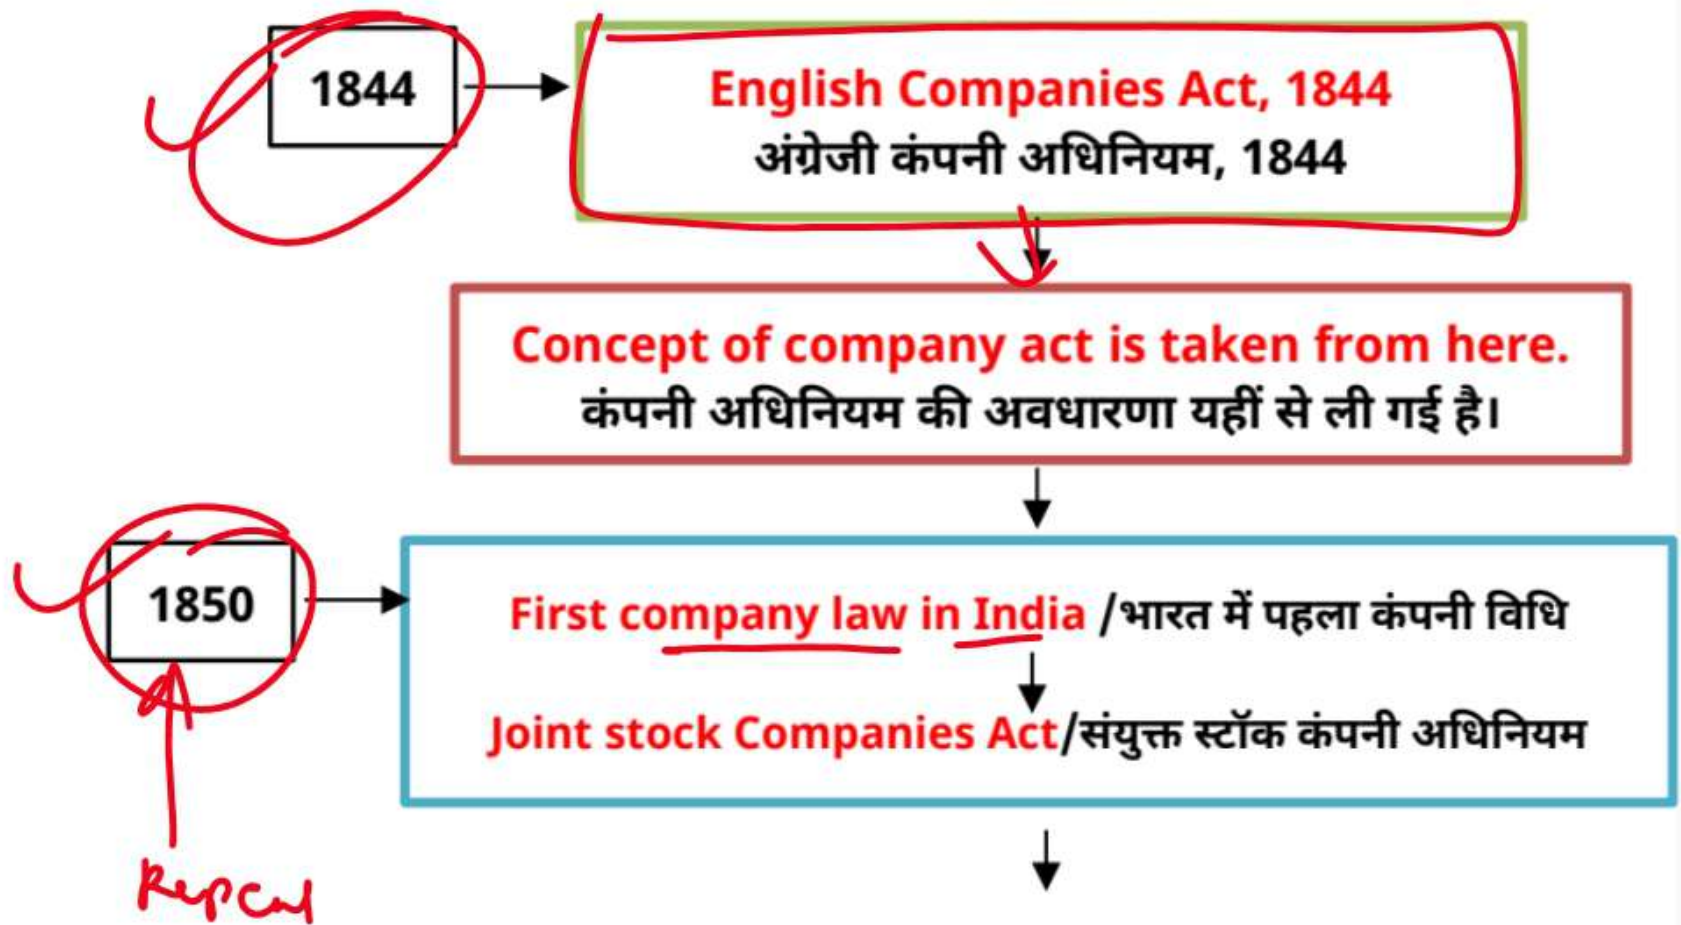 1844
English Companies Act, 1844
अंग्रेजी कंपनी अधिनियम, 1844
Concept of company act is taken from here.
कंपनी अधिनियम की अवधारणा यहीं से ली गई है।
1850
First company law in India /भारत में पहला कंपनी विधि
Joint stock Companies Act/संयुक्त स्टॉक कंपनी अधिनियम
Repeal